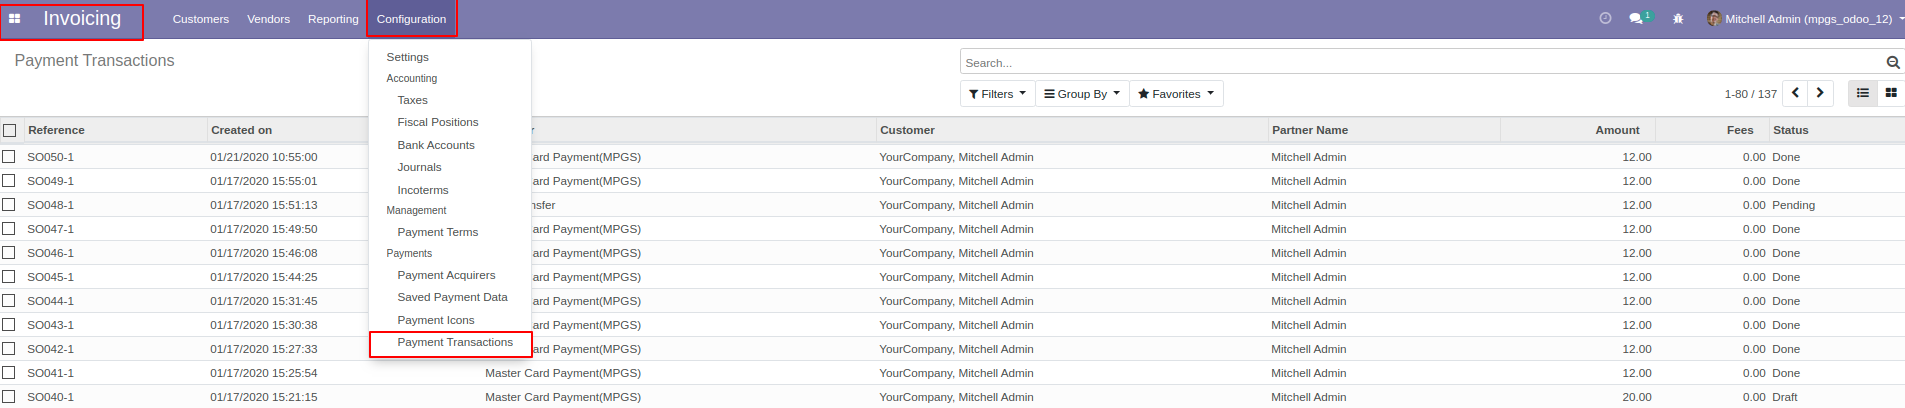 Invoicing Customers Vendors Reporting Configuration 1 Mitchell Admin (mpgs_odoo_12)
Payment Transactions
Search...
Filters Group By Favorites 1-80 / 137
Settings
Accounting
Taxes
Fiscal Positions
Bank Accounts
Journals
Incoterms
Management
Payment Terms
Payments
Payment Acquirers
Saved Payment Data
Payment Icons
Payment Transactions
Reference Created on r Customer Partner Name Amount Fees Status
SO050-1 01/21/2020 10:55:00 ard Payment(MPGS) YourCompany, Mitchell Admin Mitchell Admin 12.00 0.00 Done
SO049-1 01/17/2020 15:55:01 ard Payment(MPGS) YourCompany, Mitchell Admin Mitchell Admin 12.00 0.00 Done
SO048-1 01/17/2020 15:51:13 nsfer YourCompany, Mitchell Admin Mitchell Admin 12.00 0.00 Pending
SO047-1 01/17/2020 15:49:50 ard Payment(MPGS) YourCompany, Mitchell Admin Mitchell Admin 12.00 0.00 Done
SO046-1 01/17/2020 15:46:08 ard Payment(MPGS) YourCompany, Mitchell Admin Mitchell Admin 12.00 0.00 Done
SO045-1 01/17/2020 15:44:25 ard Payment(MPGS) YourCompany, Mitchell Admin Mitchell Admin 12.00 0.00 Done
SO044-1 01/17/2020 15:31:45 ard Payment(MPGS) YourCompany, Mitchell Admin Mitchell Admin 12.00 0.00 Done
SO043-1 01/17/2020 15:30:38 ard Payment(MPGS) YourCompany, Mitchell Admin Mitchell Admin 12.00 0.00 Done
SO042-1 01/17/2020 15:27:33 ard Payment(MPGS) YourCompany, Mitchell Admin Mitchell Admin 12.00 0.00 Done
SO041-1 01/17/2020 15:25:54 Master Card Payment(MPGS) YourCompany, Mitchell Admin Mitchell Admin 12.00 0.00 Done
SO040-1 01/17/2020 15:21:15 Master Card Payment(MPGS) YourCompany, Mitchell Admin Mitchell Admin 20.00 0.00 Draft